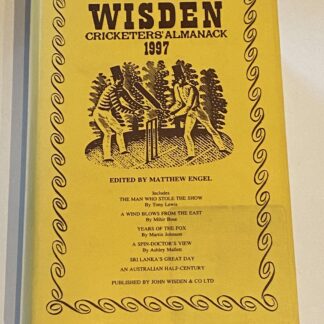 WISDEN
CRICKETERS' ALMANACK
1997
EDITED BY MATTHEW ENGEL
Includes
THE MAN WHO STOLE THE SHOW
By Tony Lewis
A WIND BLOWS FROM THE EAST
By Mihir Bose
YEARS OF THE FOX
By Martin Johnson
A SPIN-DOCTOR'S VIEW
By Ashley Mallett
SRI LANKA'S GREAT DAY
AN AUSTRALIAN HALF-CENTURY
PUBLISHED BY JOHN WISDEN & CO LTD